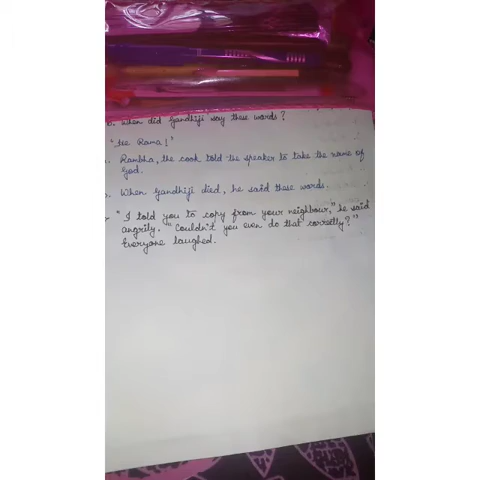 . When did Gandhiji say these words?
"Hee Rama!"
. Rambha, the cook told the speaker to take the name of
God.
. When Gandhiji died, he said these words.
"I told you to copy from your neighbour," he said
angrily. "Couldn't you even do that correctly?"
Everyone laughed.